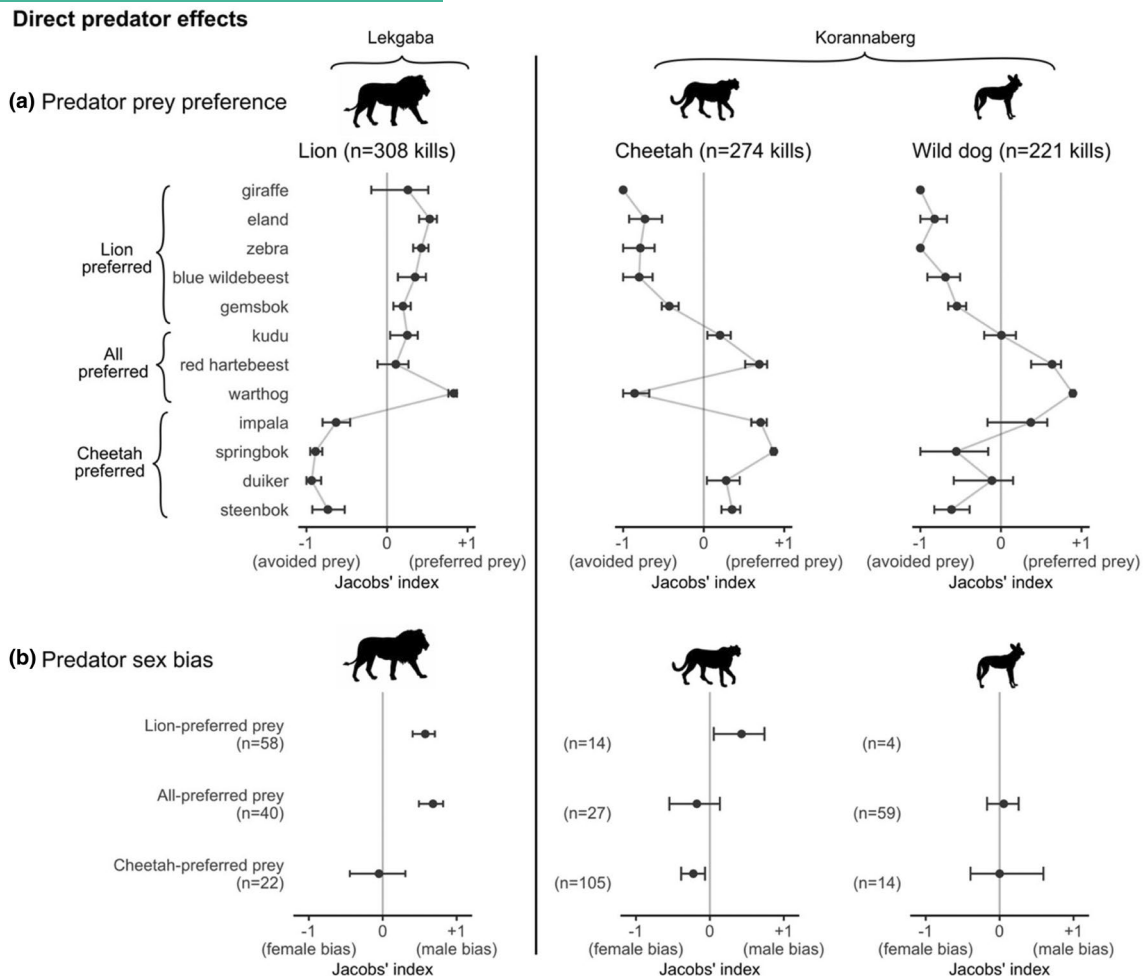 Direct predator effects
Lekgaba
Korannaberg
(a) Predator prey preference
Lion (n=308 kills)
Cheetah (n=274 kills)
Wild dog (n=221 kills)
Lion
preferred
All
preferred
Cheetah
preferred
giraffe
eland
zebra
blue wildebeest
gemsbok
kudu
red hartebeest
warthog
impala
springbok
duiker
steenbok
-1 0 +1
(avoided prey) (preferred prey)
Jacobs' index
-1 0 +1
(avoided prey) (preferred prey)
Jacobs' index
-1 0 +1
(avoided prey) (preferred prey)
Jacobs' index
(b) Predator sex bias
Lion-preferred prey
(n=58)
All-preferred prey
(n=40)
Cheetah-preferred prey
(n=22)
-1 0 +1
(female bias) (male bias)
Jacobs' index
(n=14)
(n=27)
(n=105)
-1 0 +1
(female bias) (male bias)
Jacobs' index
(n=4)
(n=59)
(n=14)
-1 0 +1
(female bias) (male bias)
Jacobs' index